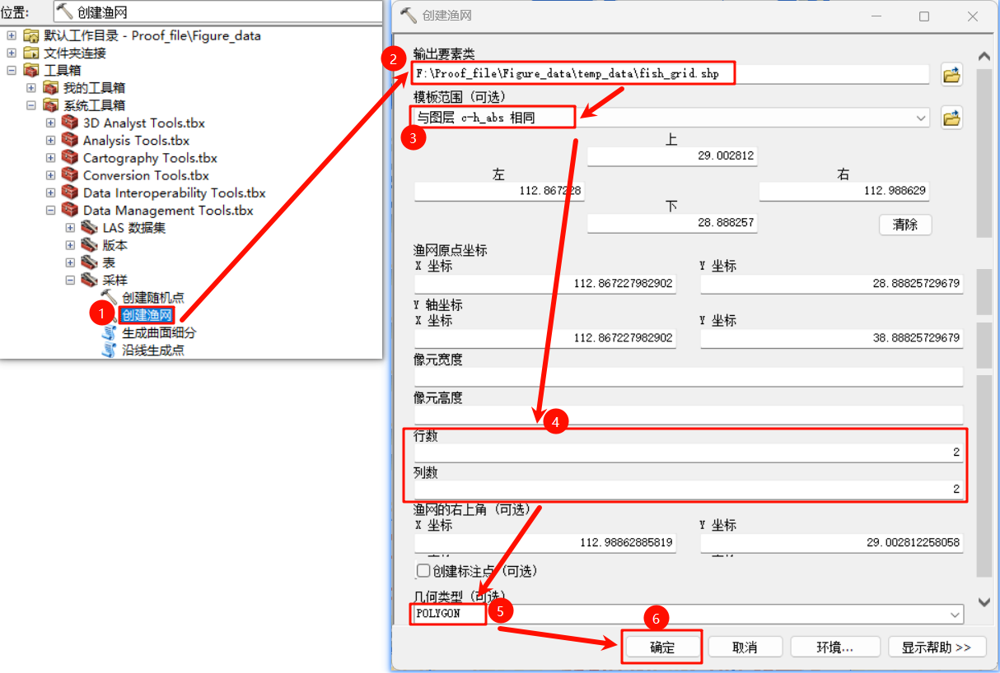 位置: 创建渔网
默认工作目录 - Proof_file\Figure_data
文件夹连接
工具箱
我的工具箱
系统工具箱
3D Analyst Tools.tbx
Analysis Tools.tbx
Cartography Tools.tbx
Conversion Tools.tbx
Data Interoperability Tools.tbx
Data Management Tools.tbx
LAS 数据集
版本
表
采样
创建随机点
1 创建渔网
生成曲面细分
沿线生成点
创建渔网
2 输出要素类
F:\Proof_file\Figure_data\temp_data\fish_grid.shp
模板范围 (可选)
与图层 c-h_abs 相同
3
上
29.002812
左 右
112.867228 112.988629
下
28.888257
清除
渔网原点坐标
X 坐标 Y 坐标
112.867227982902 28.88825729679
Y 轴坐标
X 坐标 Y 坐标
112.867227982902 38.88825729679
像元宽度
像元高度
4
行数
2
列数
2
渔网的右上角 (可选)
X 坐标 Y 坐标
112.98862885819 29.002812258058
创建标注点 (可选)
几何类型 (可选)
POLYGON 5
6
确定 取消 环境... 显示帮助 >>